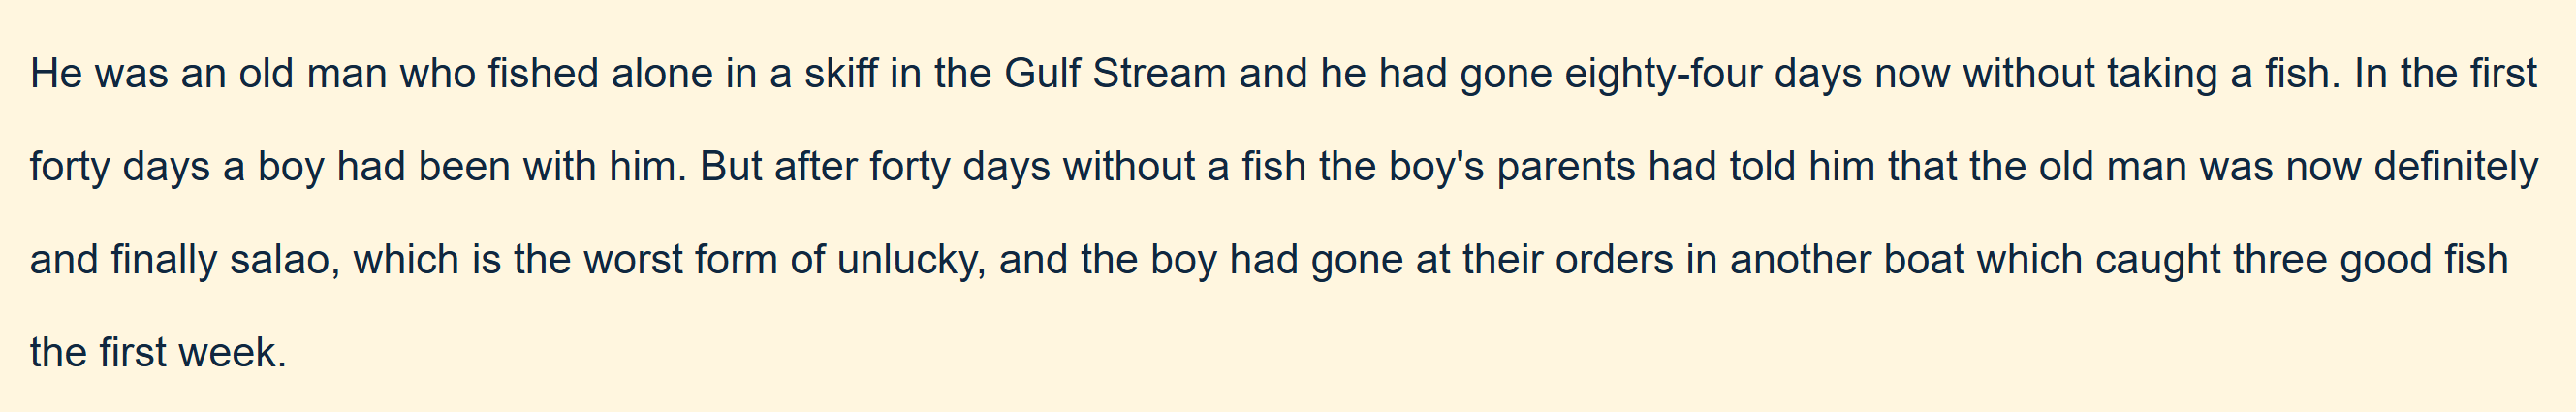 He was an old man who fished alone in a skiff in the Gulf Stream and he had gone eighty-four days now without taking a fish. In the first
forty days a boy had been with him. But after forty days without a fish the boy's parents had told him that the old man was now definitely
and finally salao, which is the worst form of unlucky, and the boy had gone at their orders in another boat which caught three good fish
the first week.